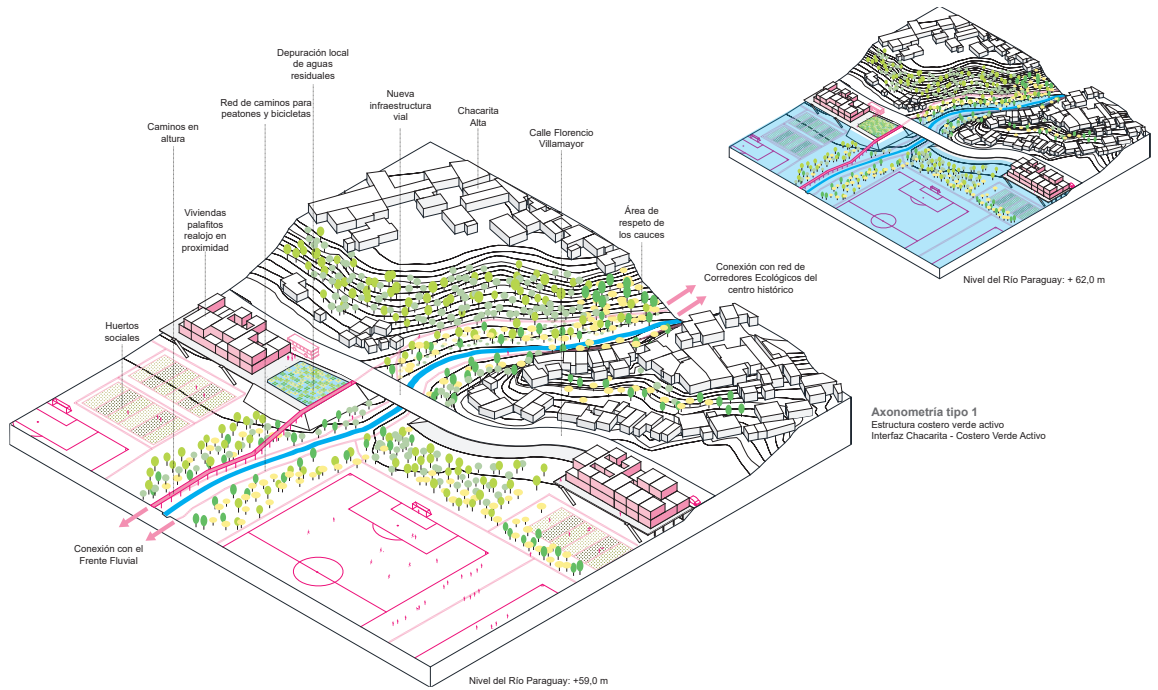 Depuración local
de aguas
residuales
Red de caminos para
peatones y bicicletas
Nueva
infraestructura
vial
Chacarita
Alta
Caminos en
altura
Calle Florencio
Villamayor
Viviendas
palafitos
realojo en
proximidad
Área de
respeto de
los cauces
Conexión con red de
Corredores Ecológicos del
centro histórico
Nivel del Río Paraguay: + 62,0 m
Huertos
sociales
Axonometría tipo 1
Estructura costero verde activo
Interfaz Chacarita - Costero Verde Activo
Conexión con el
Frente Fluvial
Nivel del Río Paraguay: +59,0 m